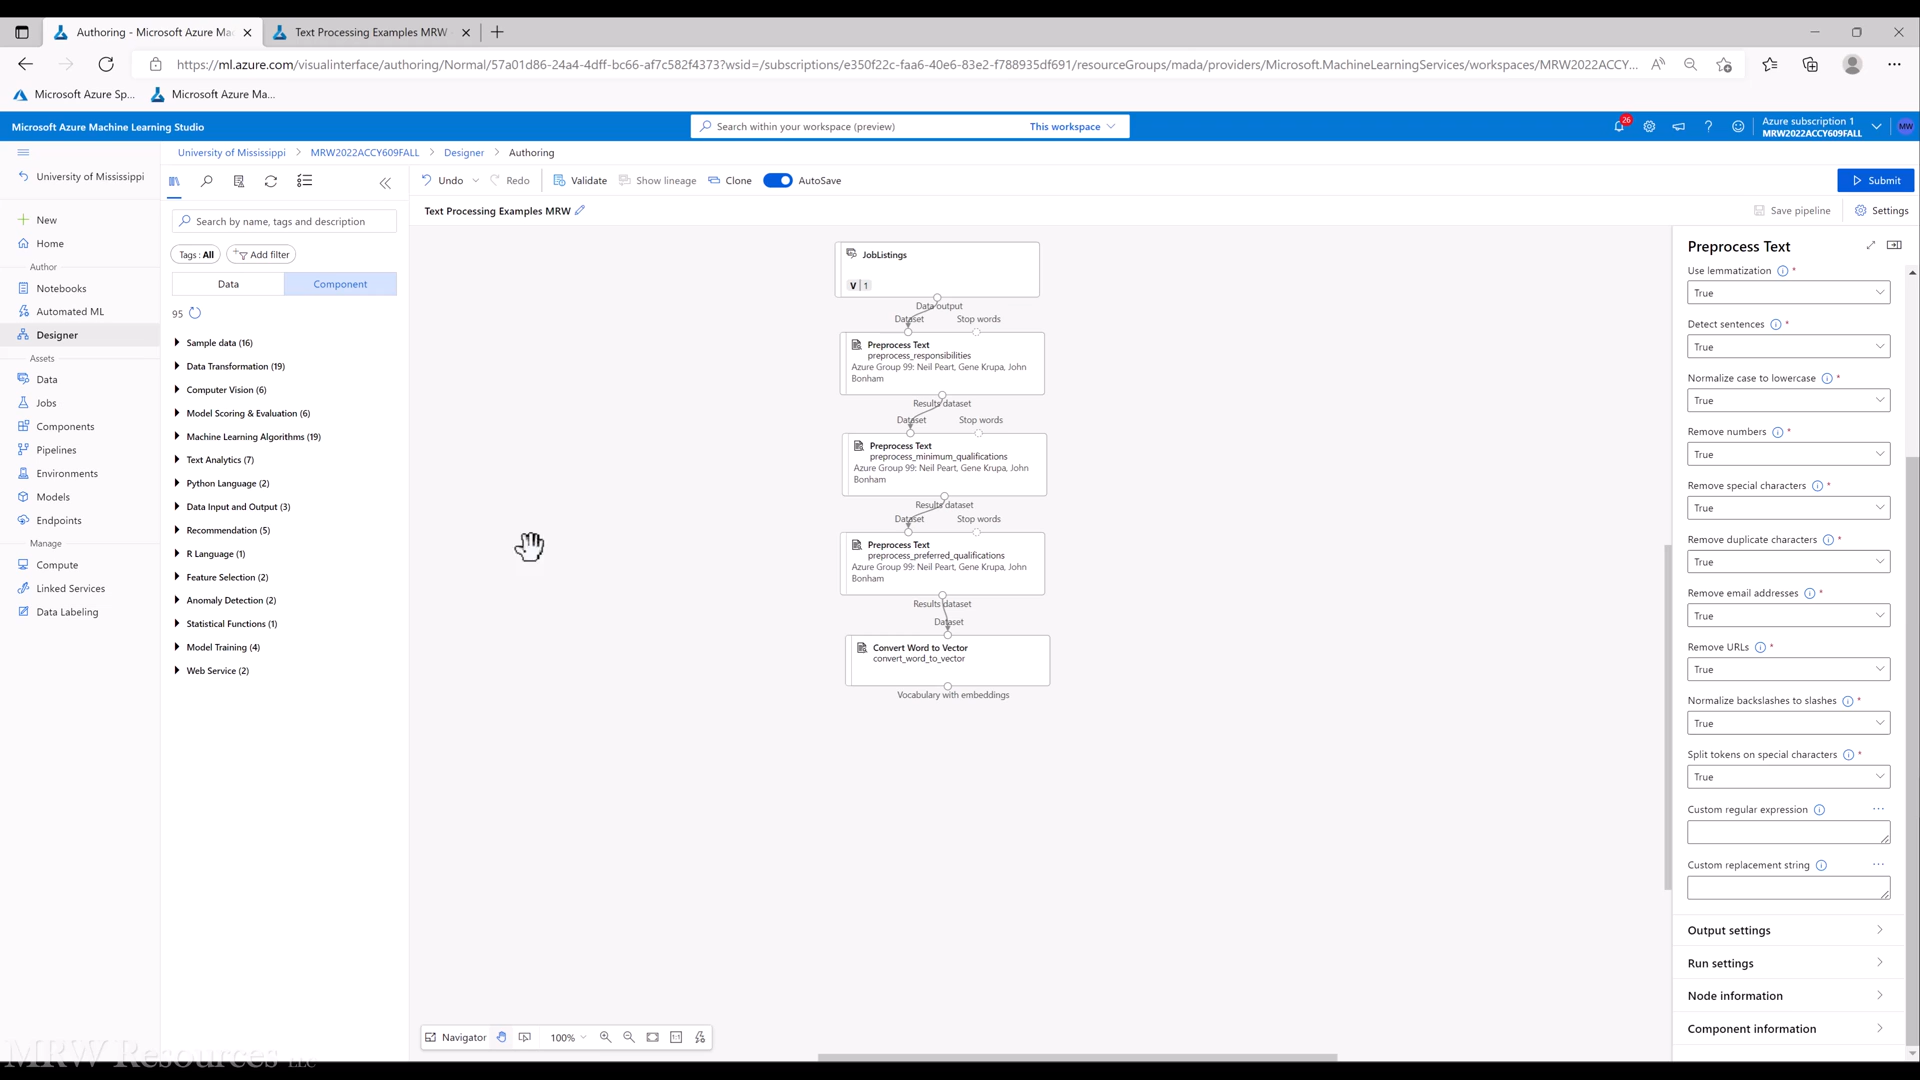 Authoring - Microsoft Azure Ma
Text Processing Examples MRW
https://ml.azure.com/visualinterface/authoring/Normal/57a01d86-24a4-4dff-bc66-af7c582f4373?wsid=/subscriptions/e350f22c-faa6-40e6-83e2-f788935df691/resourceGroups/mada/providers/Microsoft.MachineLearningServices/workspaces/MRW2022ACCY...
Microsoft Azure Sp...
Microsoft Azure Ma...
Microsoft Azure Machine Learning Studio
Search within your workspace (preview)
This workspace
26
Azure subscription 1
MRW2022ACCY609FALL
MW
University of Mississippi
MRW2022ACCY609FALL
Designer
Authoring
University of Mississippi
New
Home
Author
Notebooks
Automated ML
Designer
Assets
Data
Jobs
Components
Pipelines
Environments
Models
Endpoints
Manage
Compute
Linked Services
Data Labeling
Search by name, tags and description
Tags : All
Add filter
Data
Component
95
Sample data (16)
Data Transformation (19)
Computer Vision (6)
Model Scoring & Evaluation (6)
Machine Learning Algorithms (19)
Text Analytics (7)
Python Language (2)
Data Input and Output (3)
Recommendation (5)
R Language (1)
Feature Selection (2)
Anomaly Detection (2)
Statistical Functions (1)
Model Training (4)
Web Service (2)
Undo
Redo
Validate
Show lineage
Clone
AutoSave
Submit
Text Processing Examples MRW
Save pipeline
Settings
JobListings
V | 1
Data output
Dataset
Stop words
Preprocess Text
preprocess_responsibilities
Azure Group 99: Neil Peart, Gene Krupa, John
Bonham
Results dataset
Dataset
Stop words
Preprocess Text
preprocess_minimum_qualifications
Azure Group 99: Neil Peart, Gene Krupa, John
Bonham
Results dataset
Dataset
Stop words
Preprocess Text
preprocess_preferred_qualifications
Azure Group 99: Neil Peart, Gene Krupa, John
Bonham
Results dataset
Dataset
Convert Word to Vector
convert_word_to_vector
Vocabulary with embeddings
Navigator
100%
1:1
Preprocess Text
Use lemmatization *
True
Detect sentences *
True
Normalize case to lowercase *
True
Remove numbers *
True
Remove special characters *
True
Remove duplicate characters *
True
Remove email addresses *
True
Remove URLs *
True
Normalize backslashes to slashes *
True
Split tokens on special characters *
True
Custom regular expression
Custom replacement string
Output settings
Run settings
Node information
Component information
MRW Resources LLC